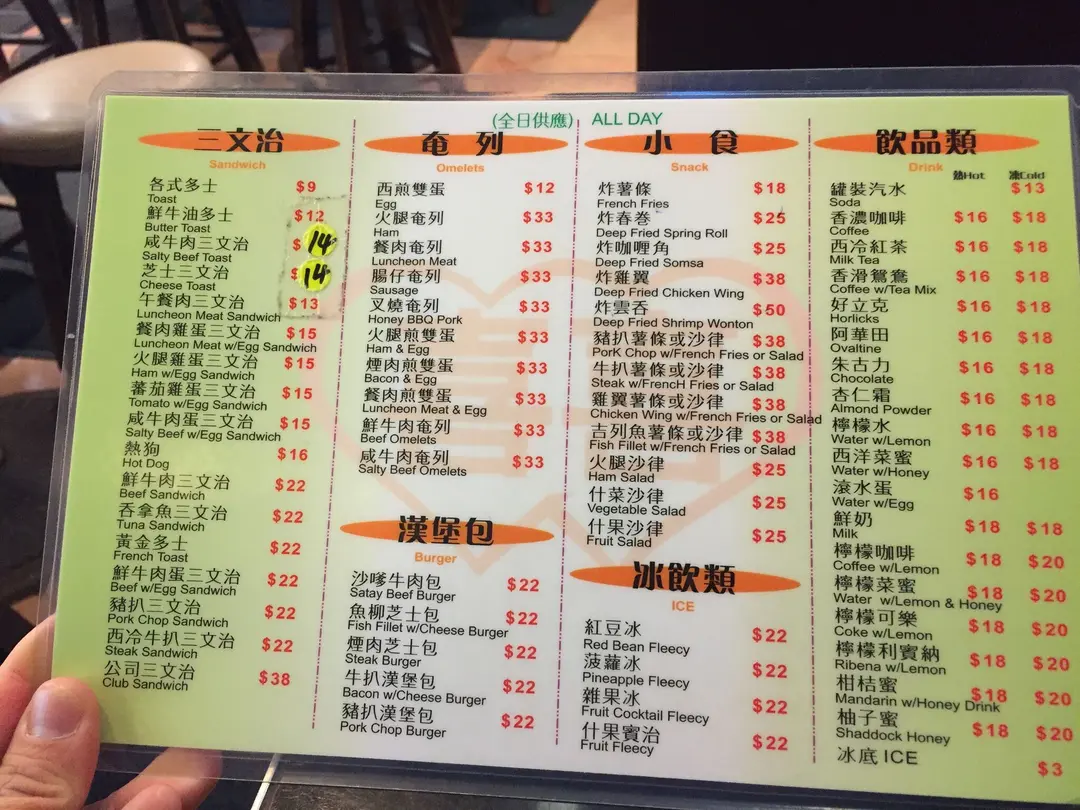 (全日供應) ALL DAY
三文治
Sandwich
各式多士 $9
Toast
鮮牛油多士 $12
Butter Toast
咸牛肉三文治 $14
Salty Beef Toast
芝士三文治 $14
Cheese Toast
午餐肉三文治 $13
Luncheon Meat Sandwich
餐肉雞蛋三文治 $15
Luncheon Meat w/Egg Sandwich
火腿雞蛋三文治 $15
Ham w/Egg Sandwich
蕃茄雞蛋三文治 $15
Tomato w/Egg Sandwich
咸牛肉蛋三文治 $15
Salty Beef w/Egg Sandwich
熱狗 $16
Hot Dog
鮮牛肉三文治 $22
Beef Sandwich
吞拿魚三文治 $22
Tuna Sandwich
黃金多士 $22
French Toast
鮮牛肉蛋三文治 $22
Beef w/Egg Sandwich
豬扒三文治 $22
Pork Chop Sandwich
西冷牛扒三文治 $22
Steak Sandwich
公司三文治 $38
Club Sandwich
奄列
Omelets
西煎雙蛋 $12
Egg
火腿奄列 $33
Ham
餐肉奄列 $33
Luncheon Meat
腸仔奄列 $33
Sausage
叉燒奄列 $33
Honey BBQ Pork
火腿煎雙蛋 $33
Ham & Egg
煙肉煎雙蛋 $33
Bacon & Egg
餐肉煎雙蛋 $33
Luncheon Meat & Egg
鮮牛肉奄列 $33
Beef Omelets
咸牛肉奄列 $33
Salty Beef Omelets
漢堡包
Burger
沙嗲牛肉包 $22
Satay Beef Burger
魚柳芝士包 $22
Fish Fillet w/Cheese Burger
煙肉芝士包 $22
Steak Burger
牛扒漢堡包 $22
Bacon w/Cheese Burger
豬扒漢堡包 $22
Pork Chop Burger
小食
Snack
炸薯條 $18
French Fries
炸春巻 $25
Deep Fried Spring Roll
炸咖喱角 $25
Deep Fried Somsa
炸雞翼 $38
Deep Fried Chicken Wing
炸雲吞 $50
Deep Fried Shrimp Wonton
豬扒薯條或沙律 $38
PorK Chop w/French Fries or Salad
牛扒薯條或沙律 $38
Steak w/FrencH Fries or Salad
雞翼薯條或沙律 $38
Chicken Wing w/French Fries or Salad
吉列魚薯條或沙律 $38
Fish Fillet w/French Fries or Salad
火腿沙律 $25
Ham Salad
什菜沙律 $25
Vegetable Salad
什果沙律 $25
Fruit Salad
冰飲類
ICE
紅豆冰 $22
Red Bean Fleecy
菠蘿冰 $22
Pineapple Fleecy
雜果冰 $22
Fruit Cocktail Fleecy
什果賓治 $22
Fruit Fleecy
飲品類
Drink
熱Hot 凍Cold
罐裝汽水 $13
Soda
香濃咖啡 $16 $18
Coffee
西冷紅茶 $16 $18
Milk Tea
香滑鴛鴦 $16 $18
Coffee w/Tea Mix
好立克 $16 $18
Horlicks
阿華田 $16 $18
Ovaltine
朱古力 $16 $18
Chocolate
杏仁霜 $16 $18
Almond Powder
檸檬水 $16 $18
Water w/Lemon
西洋菜蜜 $16 $18
Water w/Honey
滾水蛋 $16
Water w/Egg
鮮奶 $18 $18
Milk
檸檬咖啡 $18 $20
Coffee w/Lemon
檸檬菜蜜 $18 $20
Water w/Lemon & Honey
檸檬可樂 $18 $20
Coke w/Lemon
檸檬利賓納 $18 $20
Ribena w/Lemon
柑桔蜜 $18 $20
Mandarin w/Honey Drink
柚子蜜 $18 $20
Shaddock Honey
冰底 ICE $3